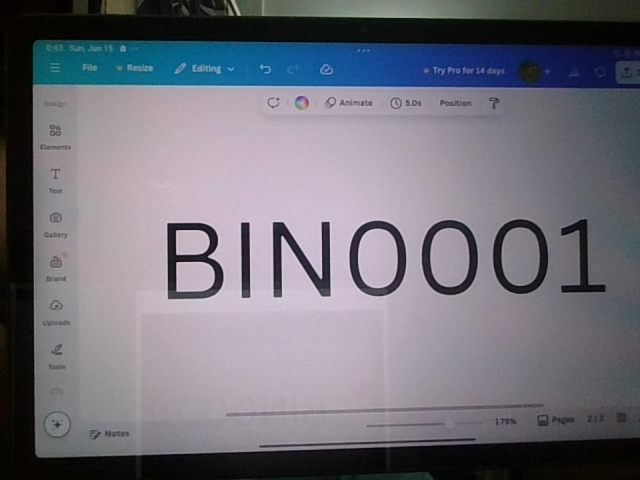 0:43 Sun, Jun 15
File Resize Editing Try Pro for 14 days
Design
Animate 5.0s Position
Elements
Text
Gallery
BIN0001
Brand
Uploads
Tools
Notes
179% Pages 2/2